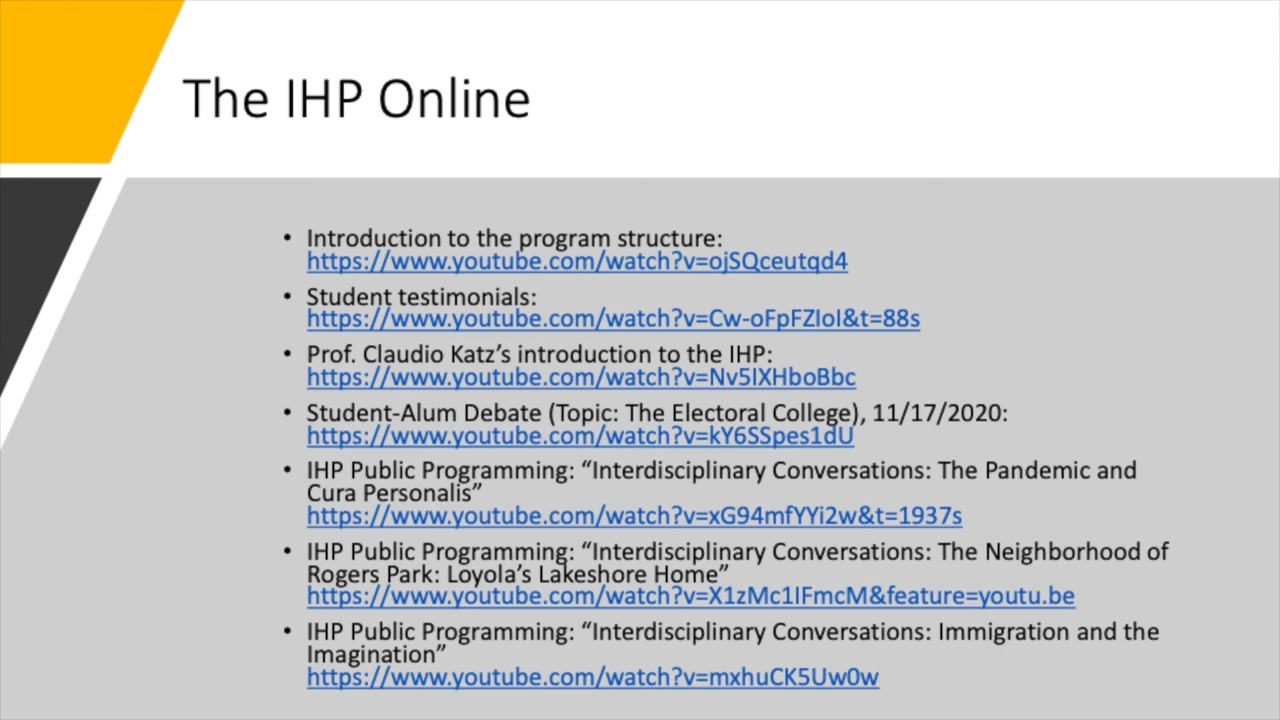 The IHP Online
• Introduction to the program structure:
https://www.youtube.com/watch?v=ojSQceutqd4
• Student testimonials:
https://www.youtube.com/watch?v=Cw-oFpFZIoI&t=88s
• Prof. Claudio Katz’s introduction to the IHP:
https://www.youtube.com/watch?v=Nv5IXHboBbc
• Student-Alum Debate (Topic: The Electoral College), 11/17/2020:
https://www.youtube.com/watch?v=kY6SSpes1dU
• IHP Public Programming: “Interdisciplinary Conversations: The Pandemic and
Cura Personalis”
https://www.youtube.com/watch?v=xG94mfYYi2w&t=1937s
• IHP Public Programming: “Interdisciplinary Conversations: The Neighborhood of
Rogers Park: Loyola’s Lakeshore Home”
https://www.youtube.com/watch?v=X1zMc1IFmcM&feature=youtu.be
• IHP Public Programming: “Interdisciplinary Conversations: Immigration and the
Imagination”
https://www.youtube.com/watch?v=mxhuCK5Uw0w